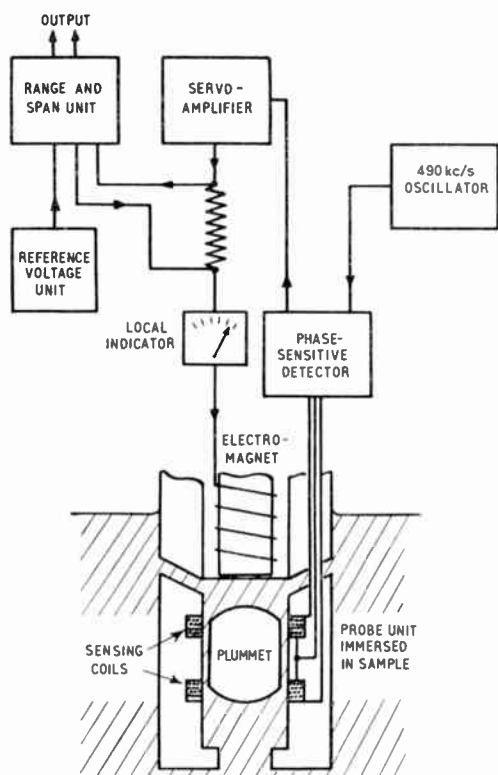 OUTPUT
RANGE AND
SPAN UNIT
SERVO-
AMPLIFIER
490 kc/s
OSCILLATOR
REFERENCE
VOLTAGE
UNIT
LOCAL
INDICATOR
PHASE-
SENSITIVE
DETECTOR
ELECTRO-
MAGNET
SENSING
COILS
PLUMMET
PROBE UNIT
IMMERSED
IN SAMPLE